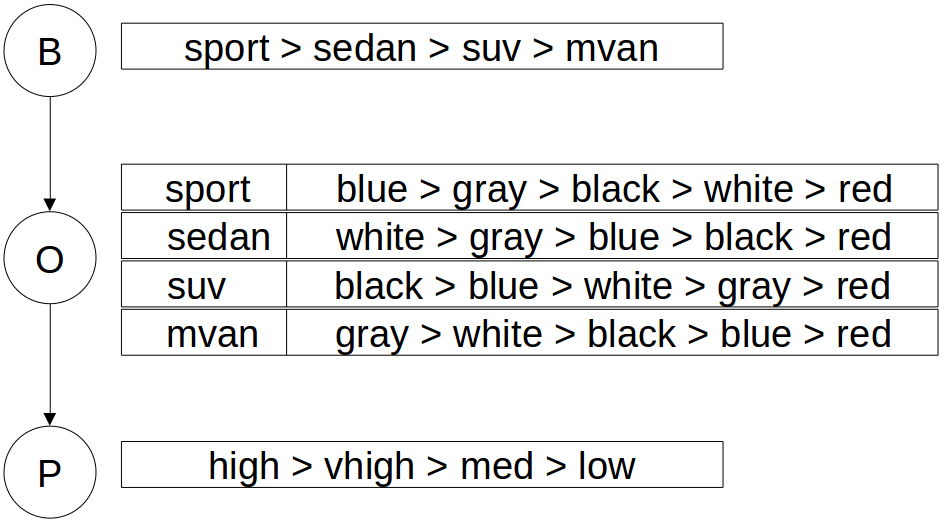 B
sport > sedan > suv > mvan
sport blue > gray > black > white > red
sedan white > gray > blue > black > red
O
suv black > blue > white > gray > red
mvan gray > white > black > blue > red
P
high > vhigh > med > low